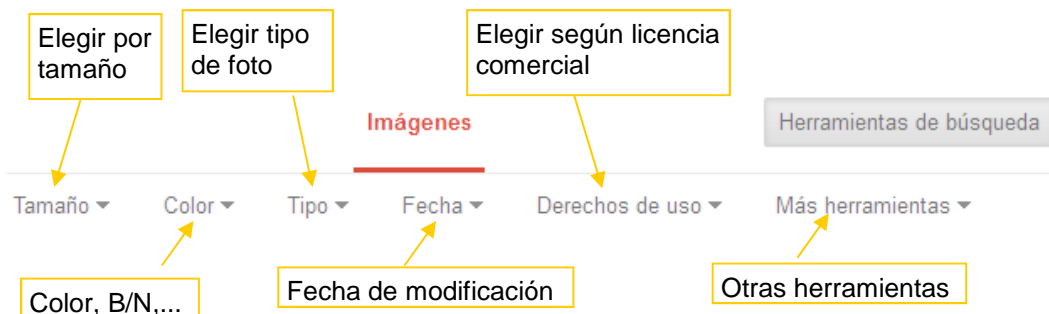 Elegir por
tamaño
Elegir tipo
de foto
Elegir según licencia
comercial
Imágenes
Herramientas de búsqueda
Tamaño
Color
Tipo
Fecha
Derechos de uso
Más herramientas
Color, B/N,...
Fecha de modificación
Otras herramientas